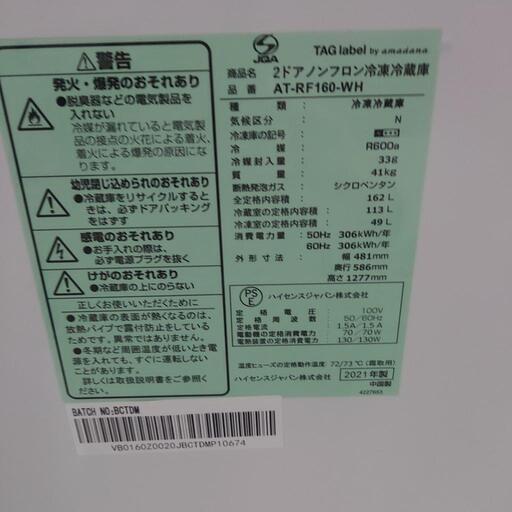 警告
発火・爆発のおそれあり
●脱臭器などの電気製品を
入れない
冷媒が漏れていると電気製
品の接点の火花による着火、
着火による爆発の原因に
なります。
幼児閉じ込められのおそれあり
●冷蔵庫をリサイクルするときは、必ずドアパッキング
をはずす
感電のおそれあり
●お手入れの際は、
必ず電源プラグを抜く
けがのおそれあり
●冷蔵庫の上にのらない
正しくお使いいただくために
●冷蔵庫の表面が熱くなるのは、
放熱パイプで露付防止をしている
ためです。異常ではありません。
●冬期など周囲温度が低いときは
電源を入れても、すぐに運転しない
ことがあります。
詳しくは取扱説明書をお読みください。
JQA
TAG label by amadana
商品名 2ドアノンフロン冷凍冷蔵庫
品番 AT-RF160-WH
種類 : 冷凍冷蔵庫
気候区分 : N
冷凍庫の記号 :
冷媒 : R600a
冷媒封入量 : 33g
質量 : 41kg
断熱発泡ガス : シクロペンタン
全定格内容積 : 162 L
冷蔵室の定格内容積 : 113 L
冷凍室の定格内容積 : 49 L
消費電力量 : 50Hz 306kWh/年
60Hz 306kWh/年
外形寸法 : 幅 481mm
奥行 586mm
高さ 1277mm
PSE ハイセンスジャパン株式会社
定格電圧 : 100V
定格周波数 : 50/60Hz
定格電流 : 1.5A/1.5A
電動機の定格消費電力 : 70/70W
電熱装置の定格消費電力 : 130/130W
温度ヒューズの定格動作温度 : 72/73℃ (霜取用)
ハイセンスジャパン株式会社
2021年製
中国製
4227653
BATCH NO:BCTDM
VB0160Z0020JBCTDMP10674